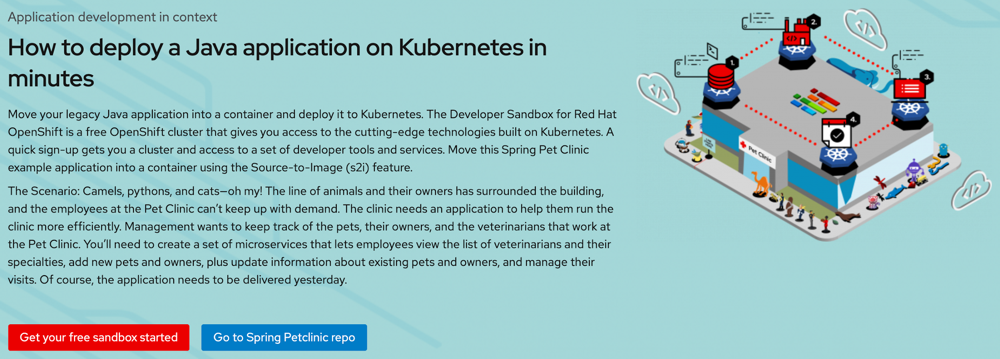 Application development in context
How to deploy a Java application on Kubernetes in
minutes
Move your legacy Java application into a container and deploy it to Kubernetes. The Developer Sandbox for Red Hat
OpenShift is a free OpenShift cluster that gives you access to the cutting-edge technologies built on Kubernetes. A
quick sign-up gets you a cluster and access to a set of developer tools and services. Move this Spring Pet Clinic
example application into a container using the Source-to-Image (s2i) feature.
The Scenario: Camels, pythons, and cats—oh my! The line of animals and their owners has surrounded the building,
and the employees at the Pet Clinic can’t keep up with demand. The clinic needs an application to help them run the
clinic more efficiently. Management wants to keep track of the pets, their owners, and the veterinarians that work at
the Pet Clinic. You’ll need to create a set of microservices that lets employees view the list of veterinarians and their
specialties, add new pets and owners, plus update information about existing pets and owners, and manage their
visits. Of course, the application needs to be delivered yesterday.
Get your free sandbox started
Go to Spring Petclinic repo
2.
</>
</>
1.
>_
3.
</>
4.
Pet Clinic
</>